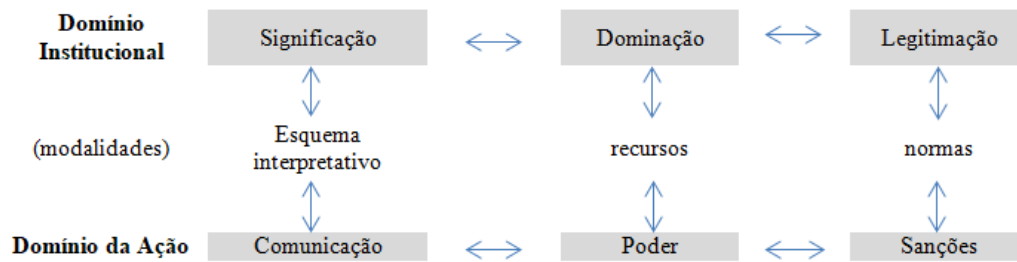 Domínio
Institucional
Significação
Dominação
Legitimação
(modalidades)
Esquema
interpretativo
recursos
normas
Domínio da Ação
Comunicação
Poder
Sanções